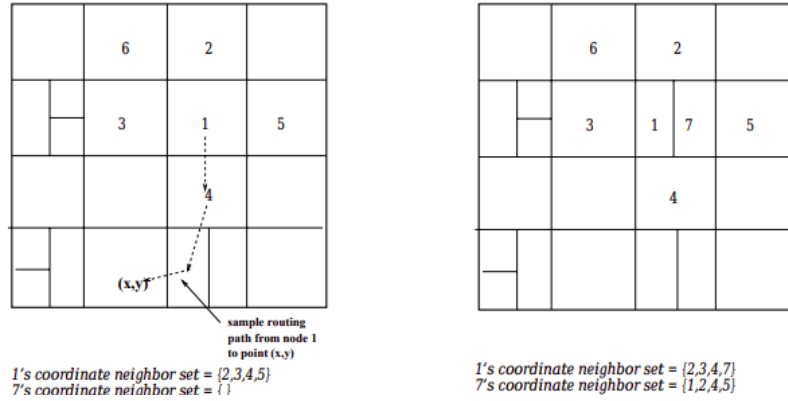 6 2
3 1 5
4
(x,y)
sample routing
path from node 1
to point (x,y)
1's coordinate neighbor set = {2,3,4,5}
7's coordinate neighbor set = { }
6 2
3 1 7 5
4
1's coordinate neighbor set = {2,3,4,7}
7's coordinate neighbor set = {1,2,4,5}